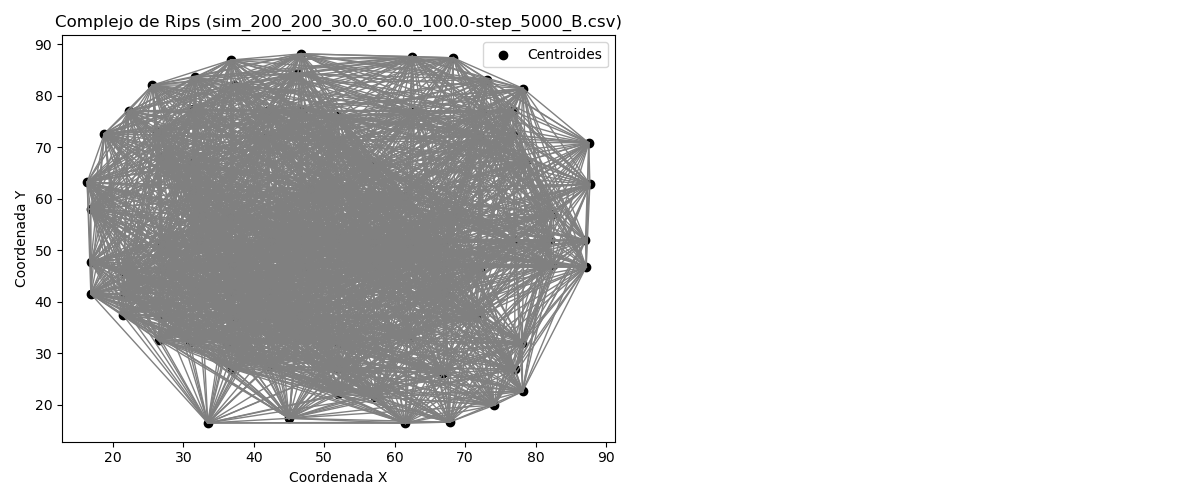 Complejo de Rips (sim_200_200_30.0_60.0_100.0-step_5000_B.csv)
Centroides
90
80
70
60
50
40
30
20
Coordenada Y
20 30 40 50 60 70 80 90
Coordenada X